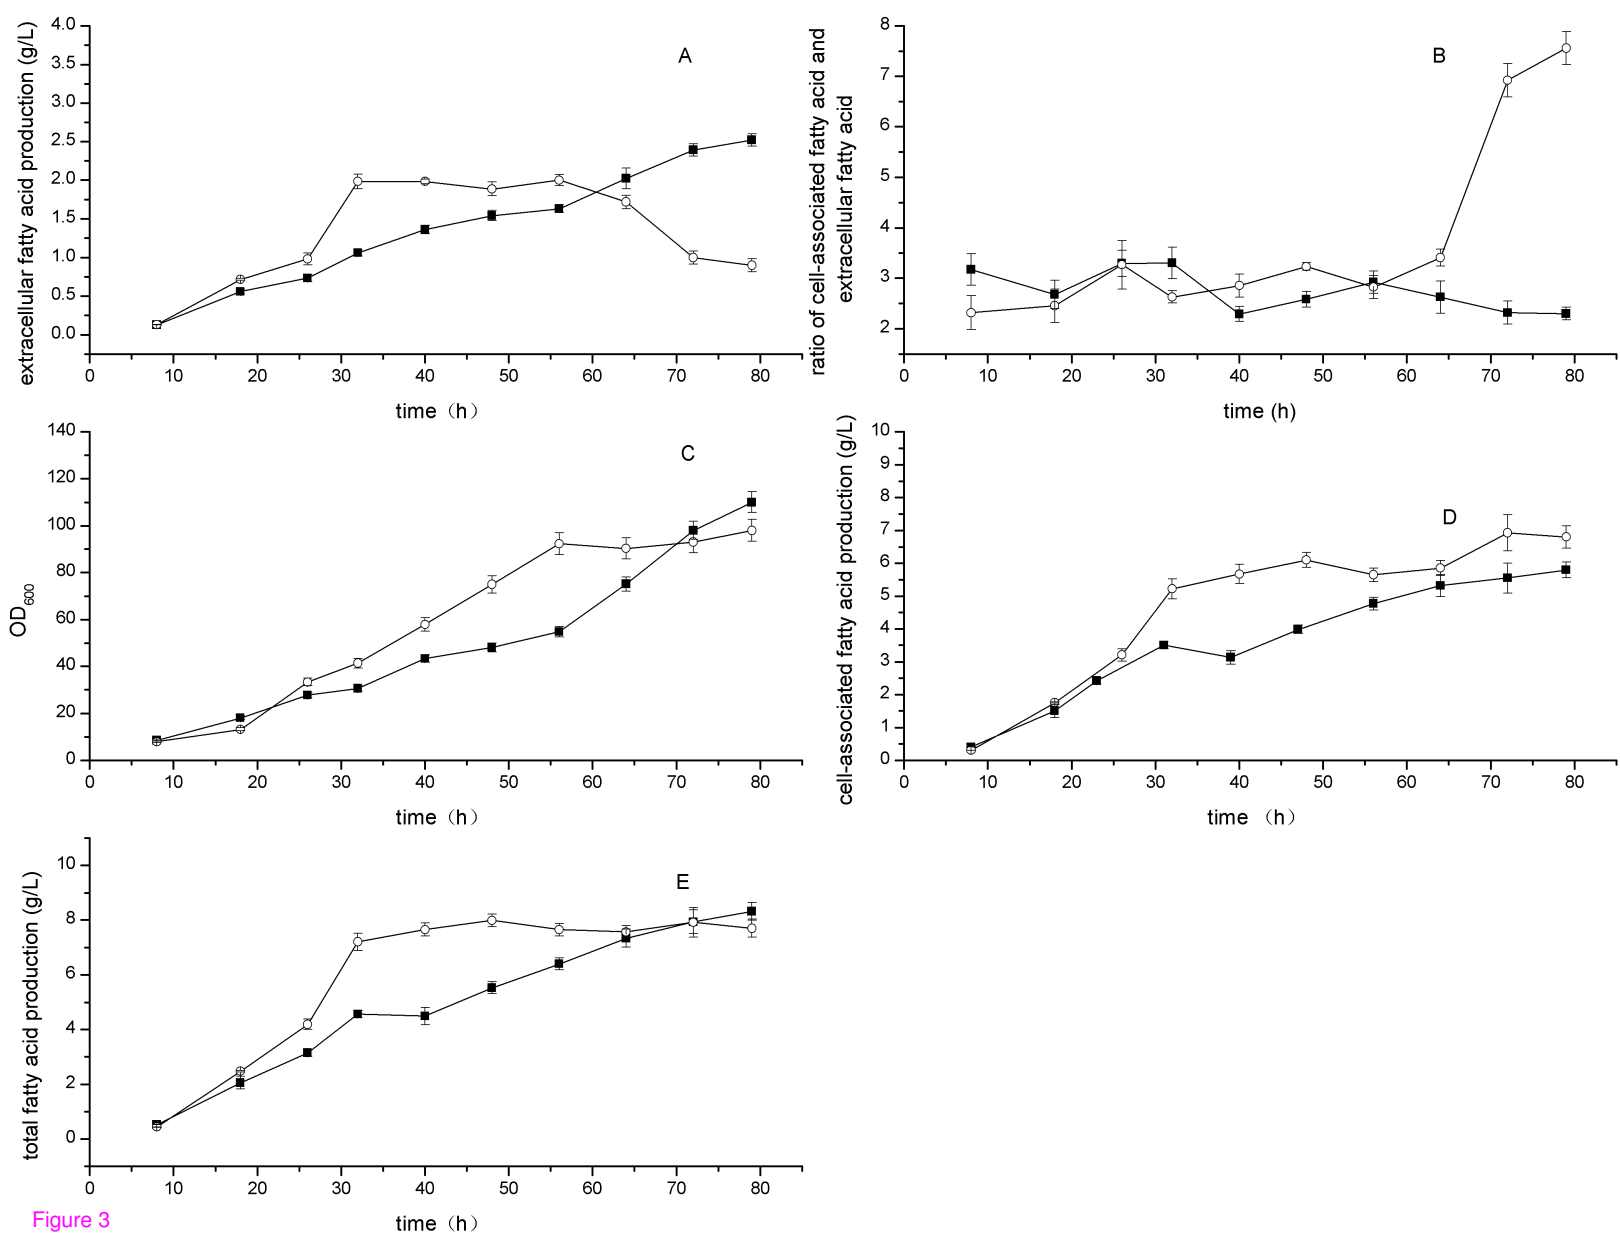 extracellular fatty acid production (g/L)
4.0
3.5
3.0
2.5
2.0
1.5
1.0
0.5
0.0
A
0 10 20 30 40 50 60 70 80
time（h）
ratio of cell-associated fatty acid and
extracellular fatty acid
8
7
6
5
4
3
2
B
0 10 20 30 40 50 60 70 80
time (h)
OD600
140
120
100
80
60
40
20
0
C
0 10 20 30 40 50 60 70 80
time（h）
cell-associated fatty acid production (g/L)
10
9
8
7
6
5
4
3
2
1
0
D
0 10 20 30 40 50 60 70 80
time （h）
total fatty acid production (g/L)
10
8
6
4
2
0
E
0 10 20 30 40 50 60 70 80
time（h）
Figure 3